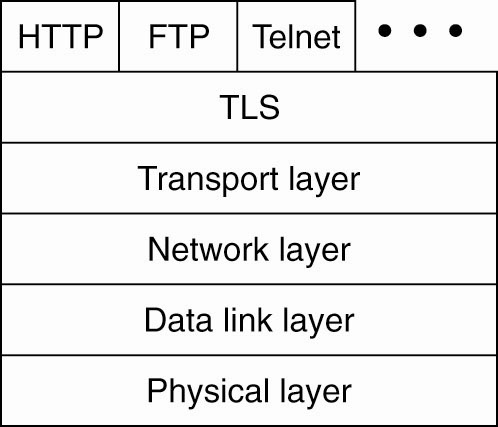 HTTP FTP Telnet • • •
TLS
Transport layer
Network layer
Data link layer
Physical layer